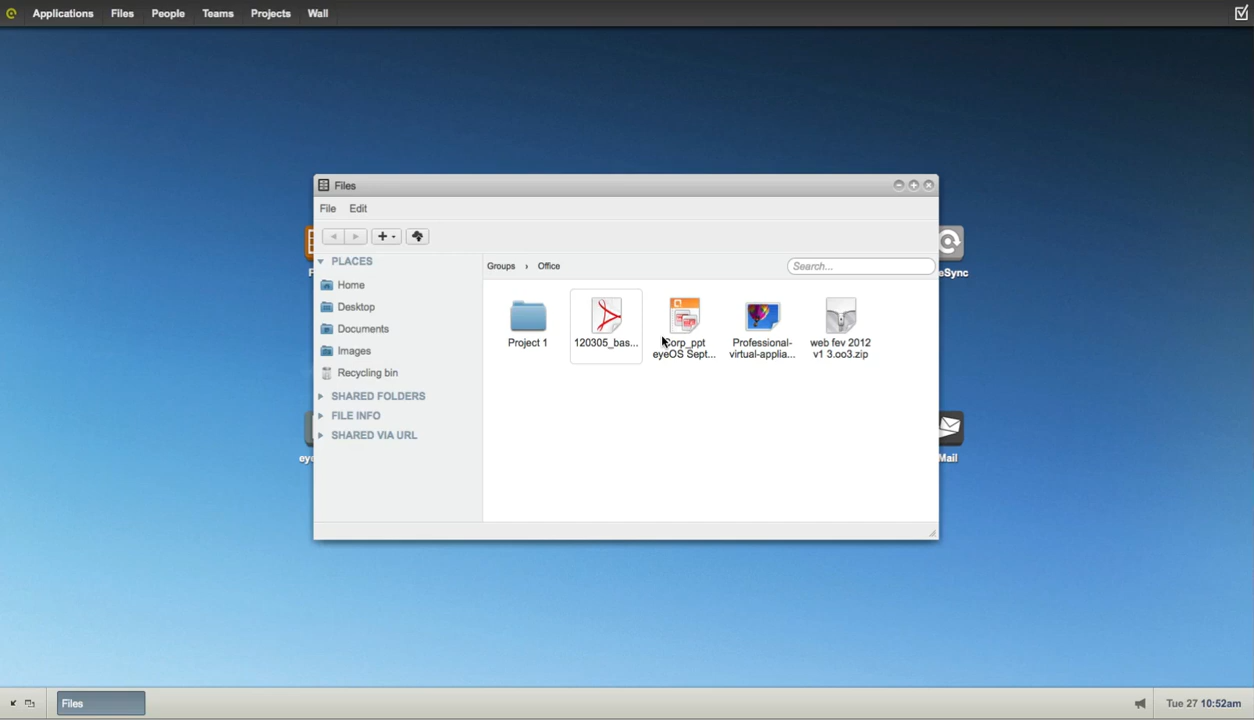 Applications Files People Teams Projects Wall
Files
File Edit
PLACES
Groups › Office
Search...
Home
Desktop
Documents
Images
Recycling bin
SHARED FOLDERS
FILE INFO
SHARED VIA URL
Project 1
120305_bas...
Corp_ppt
eyeOS Sept...
Professional-
virtual-applia...
web fev 2012
v1 3.oo3.zip
eSync
Mail
Files
Tue 27 10:52am